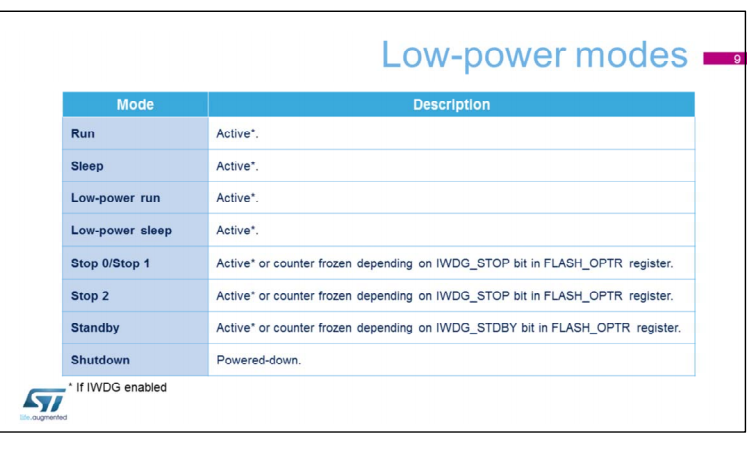 Low-power modes
9
Mode Description
Run Active*.
Sleep Active*.
Low-power run Active*.
Low-power sleep Active*.
Stop 0/Stop 1 Active* or counter frozen depending on IWDG_STOP bit in FLASH_OPTR register.
Stop 2 Active* or counter frozen depending on IWDG_STOP bit in FLASH_OPTR register.
Standby Active* or counter frozen depending on IWDG_STDBY bit in FLASH_OPTR register.
Shutdown Powered-down.
* If IWDG enabled
ST
life.augmented